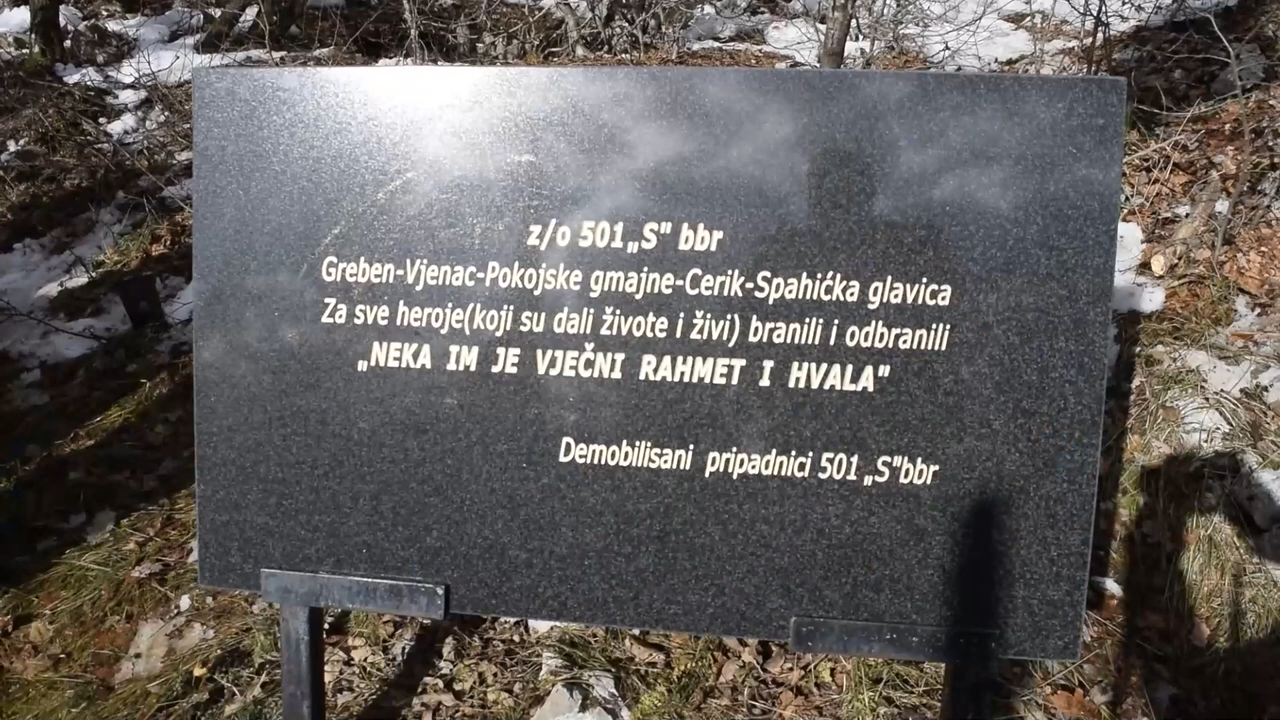 z/o 501„S" bbr
Greben-Vjenac-Pokojske gmajne-Cerik-Spahićka glavica
Za sve heroje(koji su dali živote i živi) branili i odbranili
„NEKA IM JE VJEČNI RAHMET I HVALA"
Demobilisani pripadnici 501„S"bbr